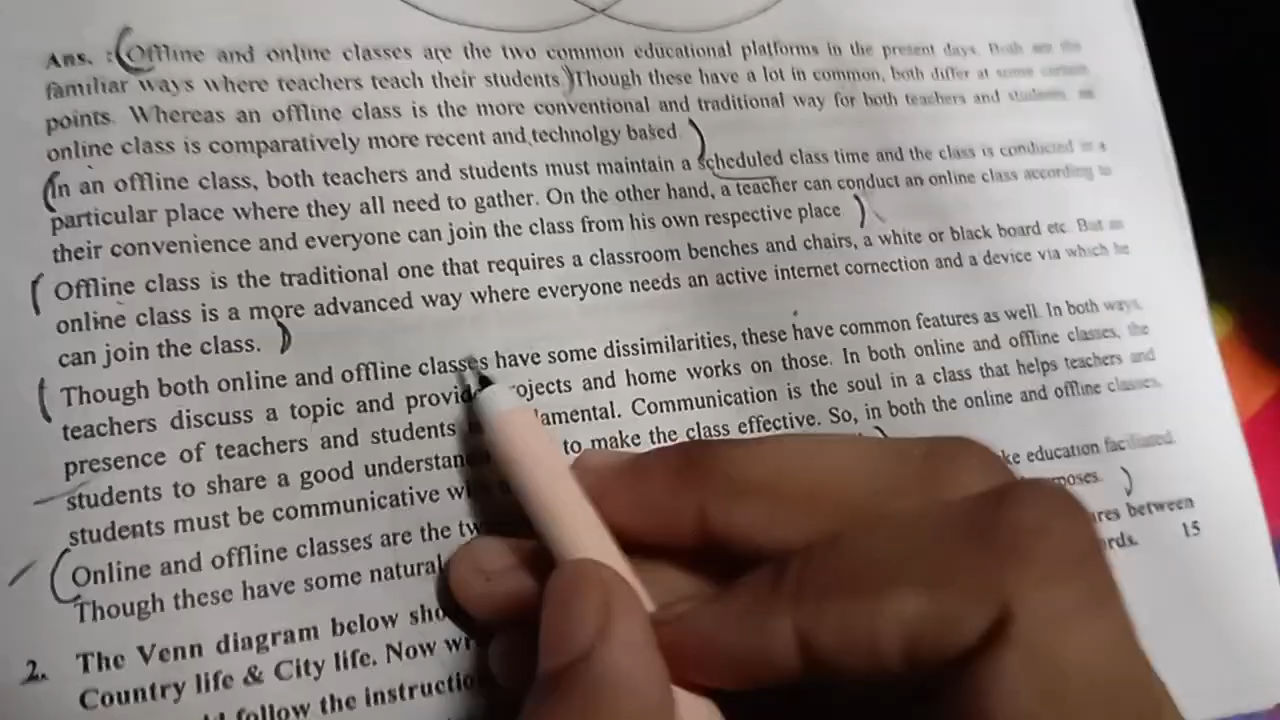 Ans. : Offline and online classes are the two common educational platforms in the present days. Both are the
familiar ways where teachers teach their students. Though these have a lot in common, both differ at some certain
points. Whereas an offline class is the more conventional and traditional way for both teachers and students, an
online class is comparatively more recent and technolgy based.
In an offline class, both teachers and students must maintain a scheduled class time and the class is conducted in a
particular place where they all need to gather. On the other hand, a teacher can conduct an online class according to
their convenience and everyone can join the class from his own respective place
Offline class is the traditional one that requires a classroom benches and chairs, a white or black board etc. But an
online class is a more advanced way where everyone needs an active internet connection and a device via which he
can join the class.
Though both online and offline classes have some dissimilarities, these have common features as well. In both ways,
teachers discuss a topic and provide projects and home works on those. In both online and offline classes, the
presence of teachers and students damental. Communication is the soul in a class that helps teachers and
students to share a good understan to make the class effective. So, in both the online and offline classes,
students must be communicative wi ke education facilitated.
Online and offline classes are the tw poses.
Though these have some natural
2. The Venn diagram below sho ures between
Country life & City life. Now wr rds. 15
follow the instructio